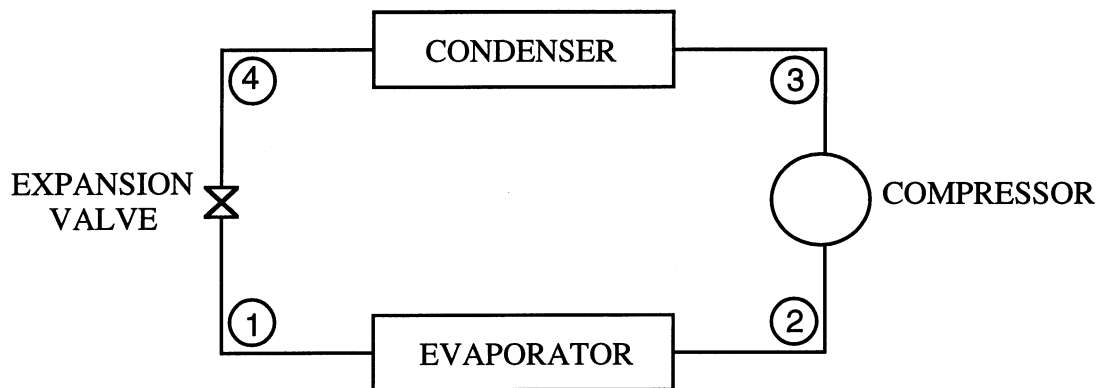 CONDENSER
4
3
EXPANSION
VALVE
COMPRESSOR
1
2
EVAPORATOR